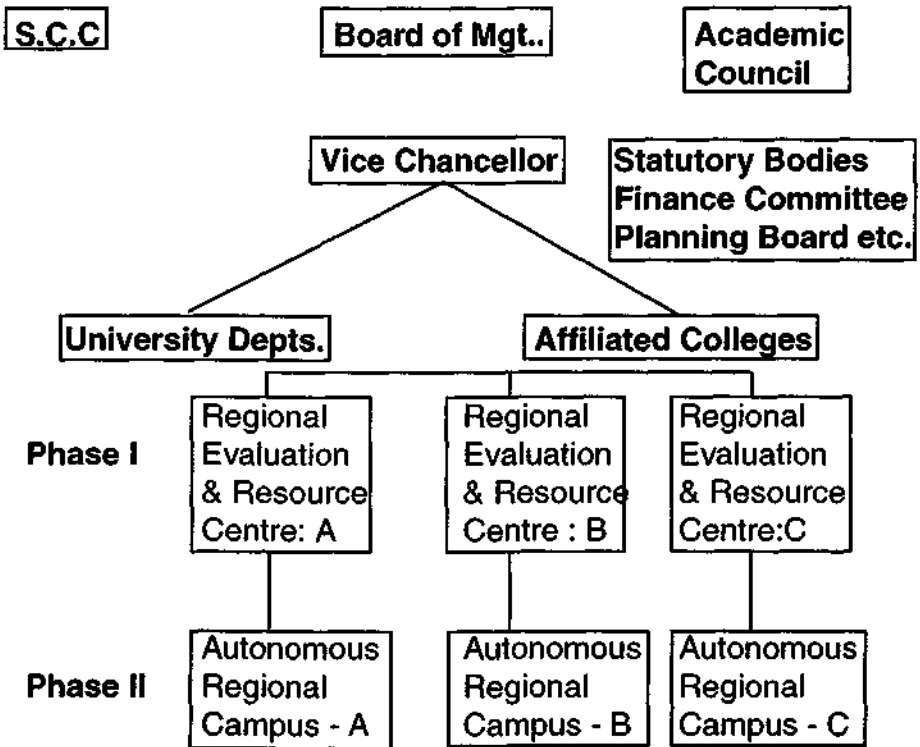 S.C.C
Board of Mgt..
Academic
Council
Vice Chancellor
Statutory Bodies
Finance Committee
Planning Board etc.
University Depts.
Affiliated Colleges
Phase I
Regional
Evaluation
& Resource
Centre: A
Regional
Evaluation
& Resource
Centre : B
Regional
Evaluation
& Resource
Centre:C
Phase II
Autonomous
Regional
Campus - A
Autonomous
Regional
Campus - B
Autonomous
Regional
Campus - C